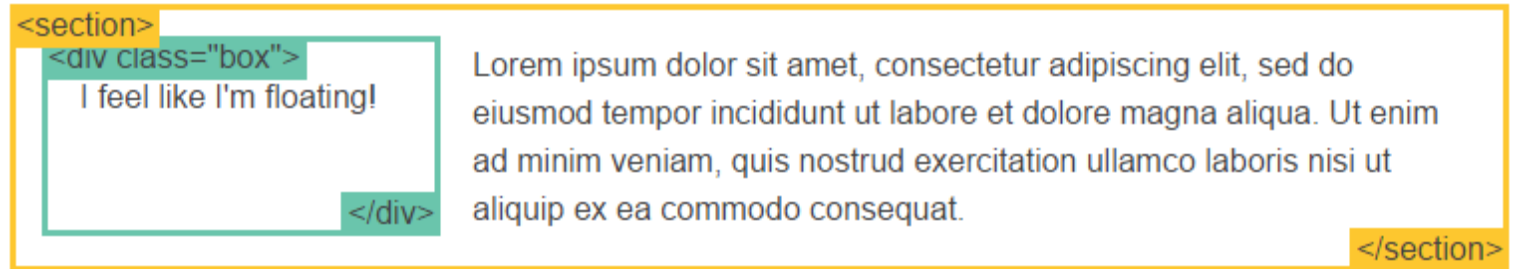 <section>
<div class="box">
I feel like I'm floating!
</div>
Lorem ipsum dolor sit amet, consectetur adipiscing elit, sed do
eiusmod tempor incididunt ut labore et dolore magna aliqua. Ut enim
ad minim veniam, quis nostrud exercitation ullamco laboris nisi ut
aliquip ex ea commodo consequat.
</section>